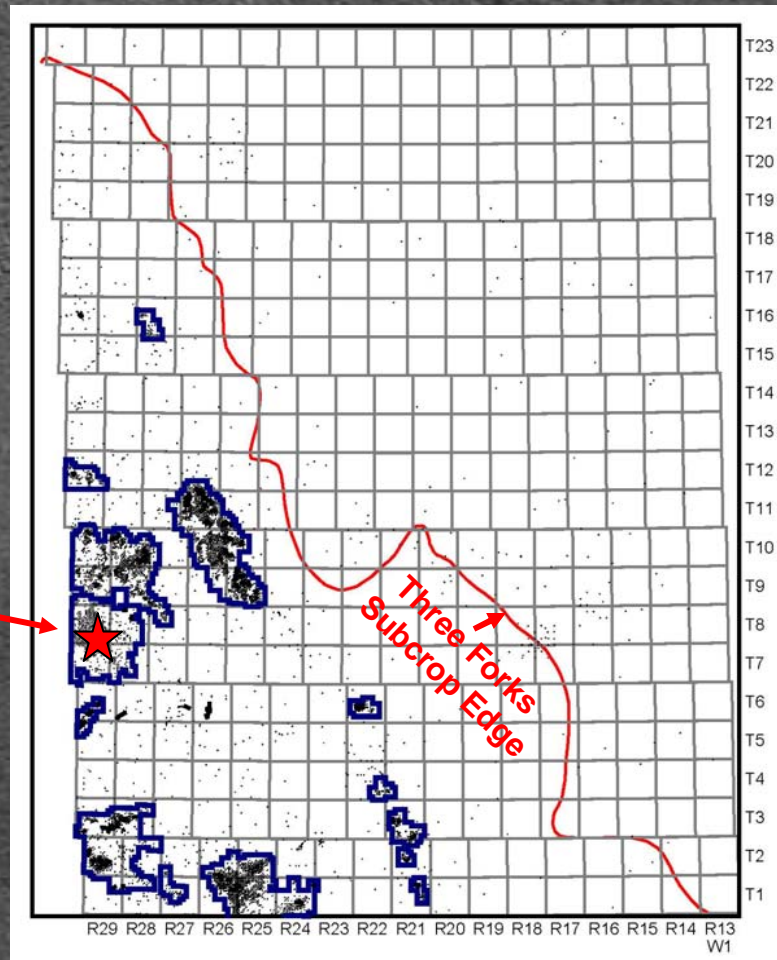 T23
T22
T21
T20
T19
T18
T17
T16
T15
T14
T13
T12
T11
T10
T9
T8
T7
T6
T5
T4
T3
T2
T1
Three Forks
Subcrop Edge
R29 R28 R27 R26 R25 R24 R23 R22 R21 R20 R19 R18 R17 R16 R15 R14 R13
W1